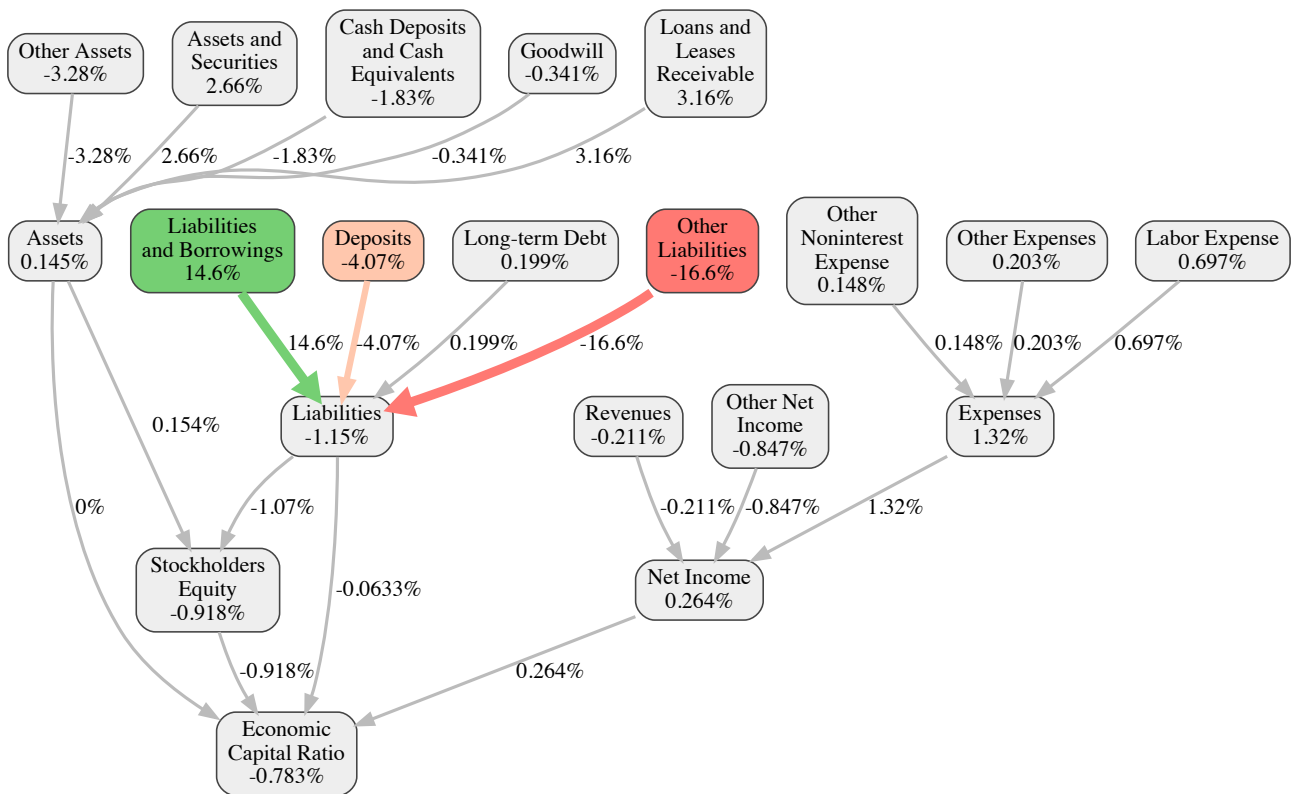 Other Assets
-3.28%
Assets and
Securities
2.66%
Cash Deposits
and Cash
Equivalents
-1.83%
Goodwill
-0.341%
Loans and
Leases
Receivable
3.16%
-3.28%
2.66%
-1.83%
-0.341%
3.16%
Assets
0.145%
Liabilities
and Borrowings
14.6%
Deposits
-4.07%
Long-term Debt
0.199%
Other
Liabilities
-16.6%
Other
Noninterest
Expense
0.148%
Other Expenses
0.203%
Labor Expense
0.697%
14.6%
-4.07%
0.199%
-16.6%
0.148%
0.203%
0.697%
Liabilities
-1.15%
Revenues
-0.211%
Other Net
Income
-0.847%
Expenses
1.32%
0.154%
0%
-1.07%
-0.0633%
-0.211%
-0.847%
1.32%
Stockholders
Equity
-0.918%
Net Income
0.264%
-0.918%
0.264%
Economic
Capital Ratio
-0.783%